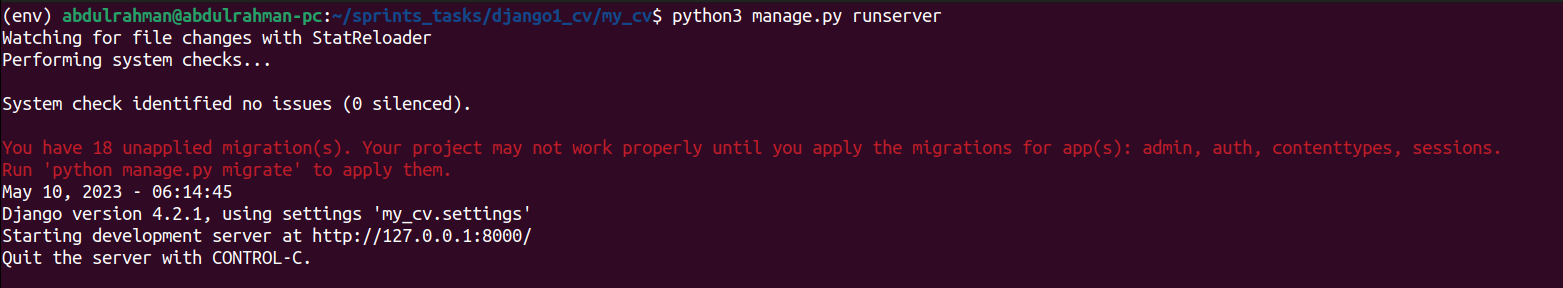 (env) abdulrahman@abdulrahman-pc:~/sprints_tasks/django1_cv/my_cv$ python3 manage.py runserver
Watching for file changes with StatReloader
Performing system checks...
System check identified no issues (0 silenced).
You have 18 unapplied migration(s). Your project may not work properly until you apply the migrations for app(s): admin, auth, contenttypes, sessions.
Run 'python manage.py migrate' to apply them.
May 10, 2023 - 06:14:45
Django version 4.2.1, using settings 'my_cv.settings'
Starting development server at http://127.0.0.1:8000/
Quit the server with CONTROL-C.